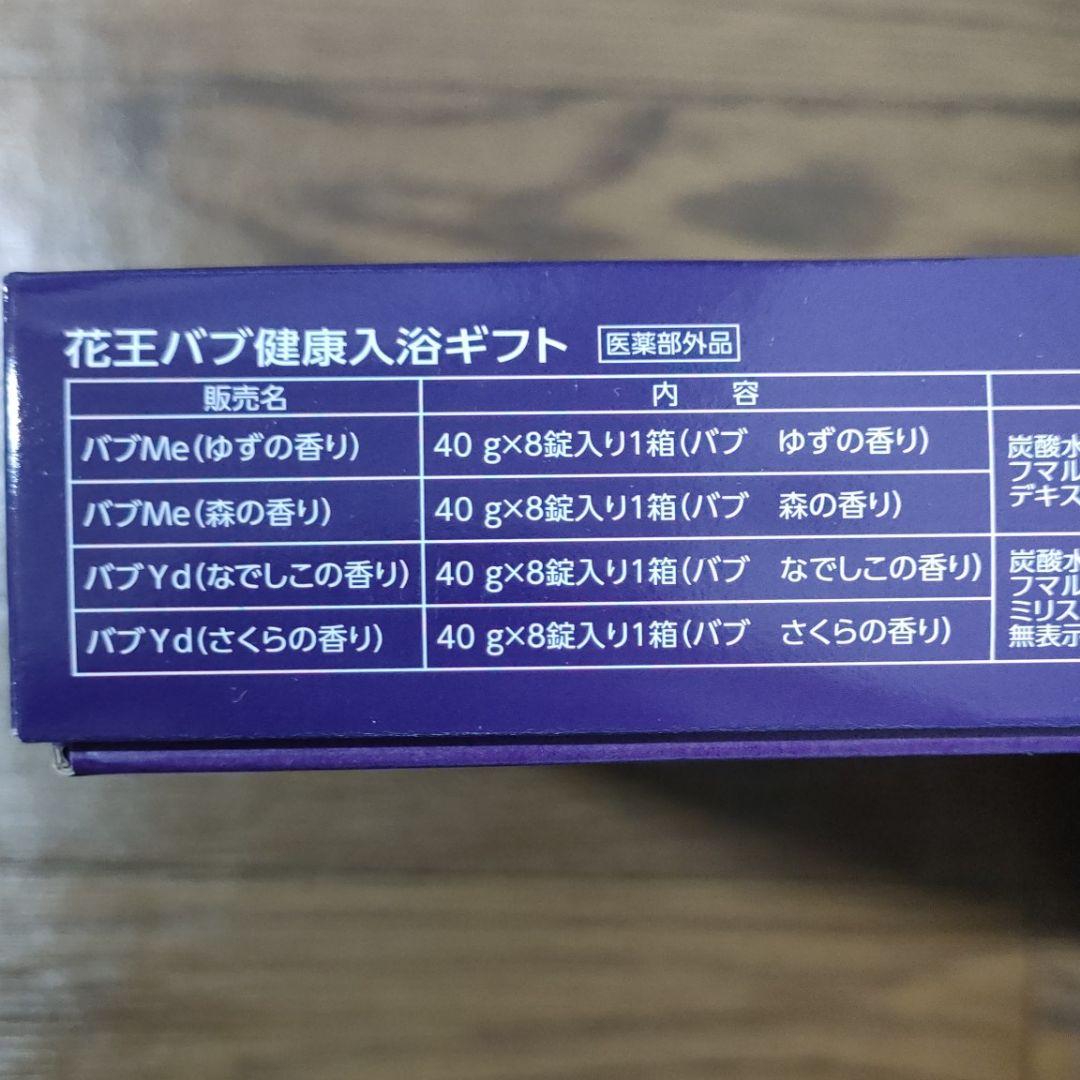 花王バブ健康入浴ギフト 医薬部外品
販売名 内 容
バブMe(ゆずの香り) 40 g×8錠入り1箱(バブ ゆずの香り)
バブMe(森の香り) 40 g×8錠入り1箱(バブ 森の香り)
バブYd(なでしこの香り) 40 g×8錠入り1箱(バブ なでしこの香り)
バブYd(さくらの香り) 40 g×8錠入り1箱(バブ さくらの香り)
炭酸水
フマル
デキス
炭酸水
フマル
ミリス
無表示